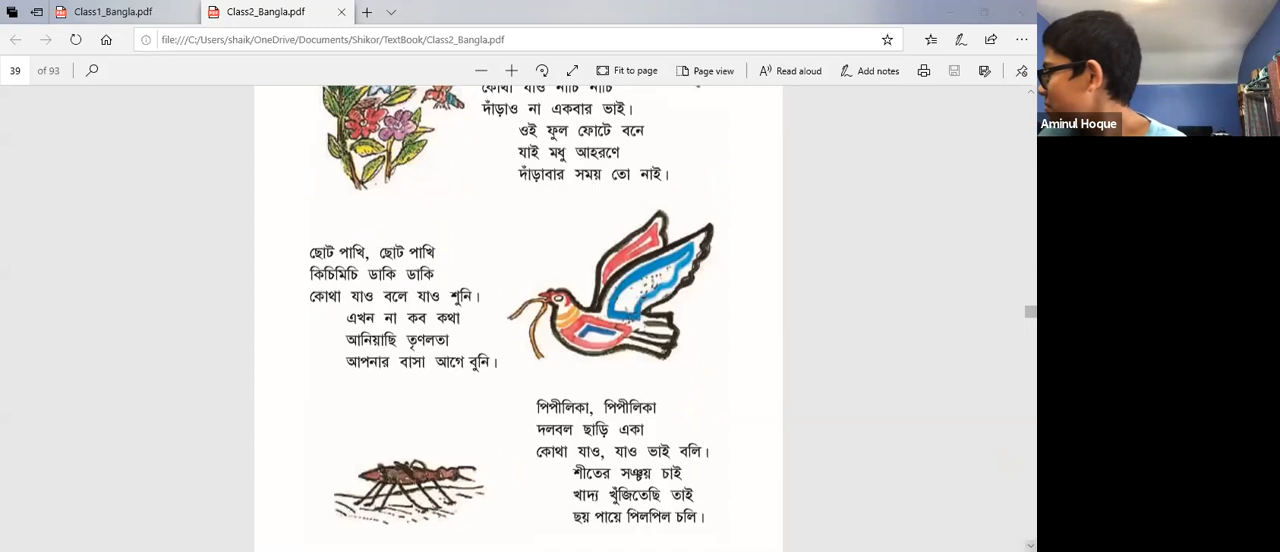 Class1_Bangla.pdf
Class2_Bangla.pdf
file:///C:/Users/shaik/OneDrive/Documents/Shikor/TextBook/Class2_Bangla.pdf
39 of 93
Fit to page
Page view
Read aloud
Add notes
Aminul Hoque
কোথা যাও নাচি নাচি
দাঁড়াও না একবার ভাই।
ওই ফুল ফোটে বনে
যাই মধু আহরণে
দাঁড়াবার সময় তো নাই।
ছোট পাখি, ছোট পাখি
কিচিমিচি ডাকি ডাকি
কোথা যাও বলে যাও শুনি।
এখন না কব কথা
আনিয়াছি তৃণলতা
আপনার বাসা আগে বুনি।
পিপীলিকা, পিপীলিকা
দলবল ছাড়ি একা
কোথা যাও, যাও ভাই বলি।
শীতের সঞ্চয় চাই
খাদ্য খুঁজিতেছি তাই
ছয় পায়ে পিলপিল চলি।